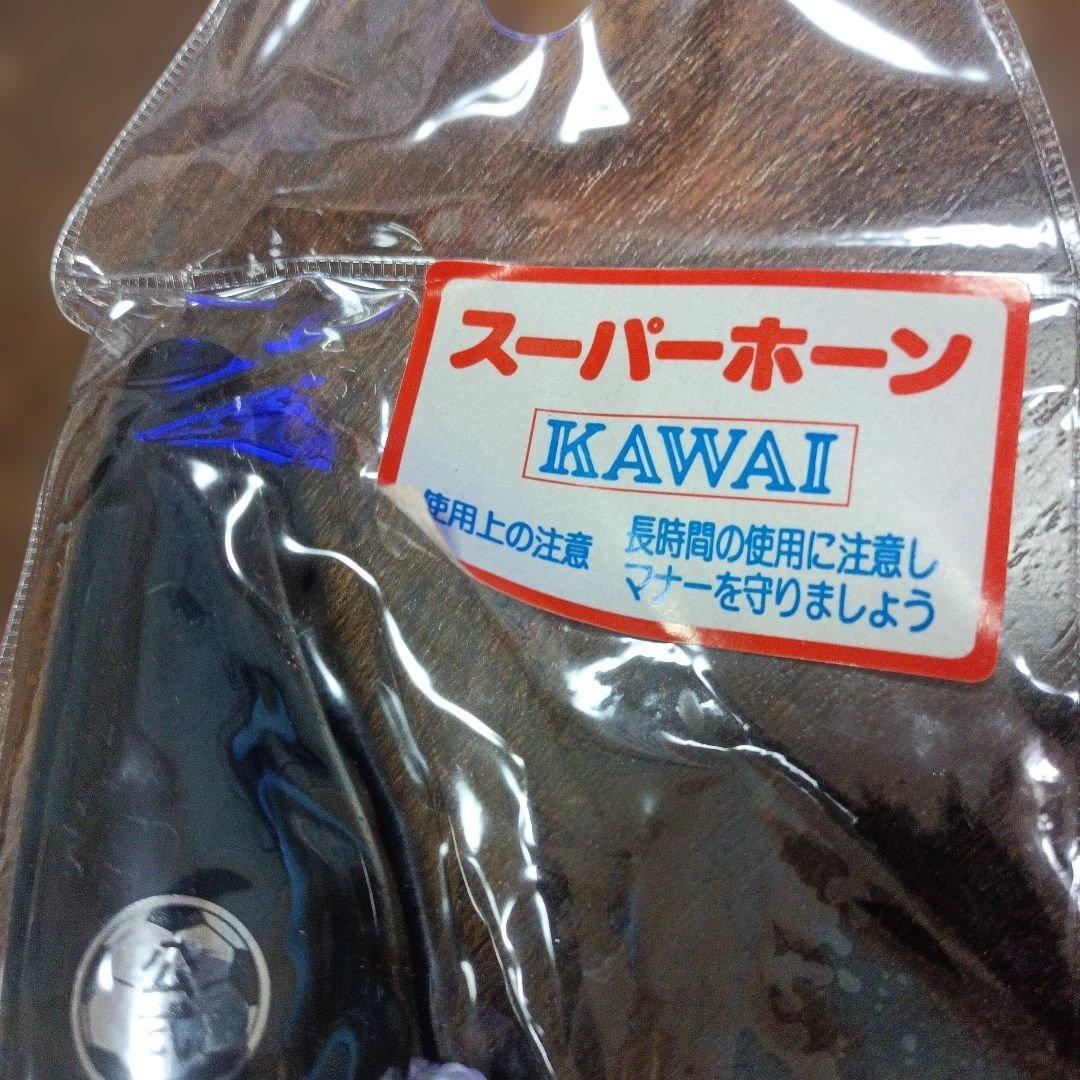 スーパーホーン
KAWAI
使用上の注意 長時間の使用に注意し
マナーを守りましょう
公